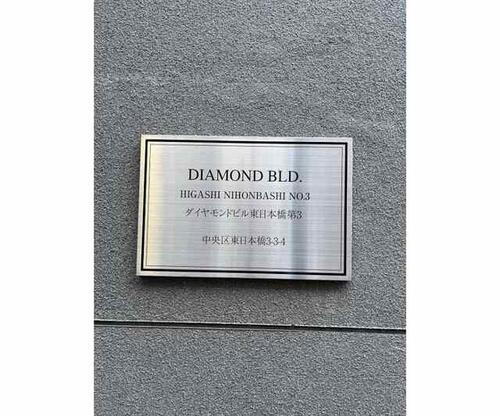 DIAMOND BLD.
HIGASHI NIHONBASHI NO.3
ダイヤモンドビル東日本橋第3
中央区東日本橋3-3-4